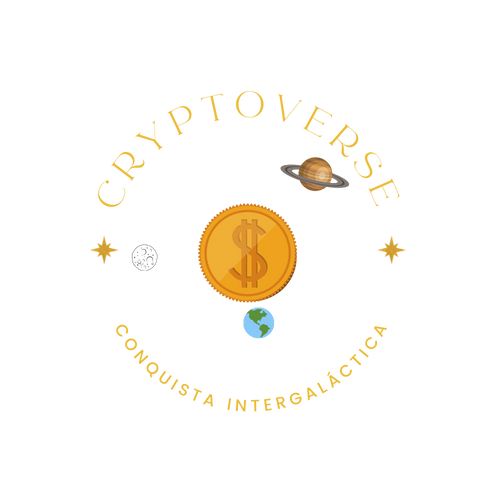 CRYPTOVERSE
$
CONQUISTA INTERGALÁCTICA